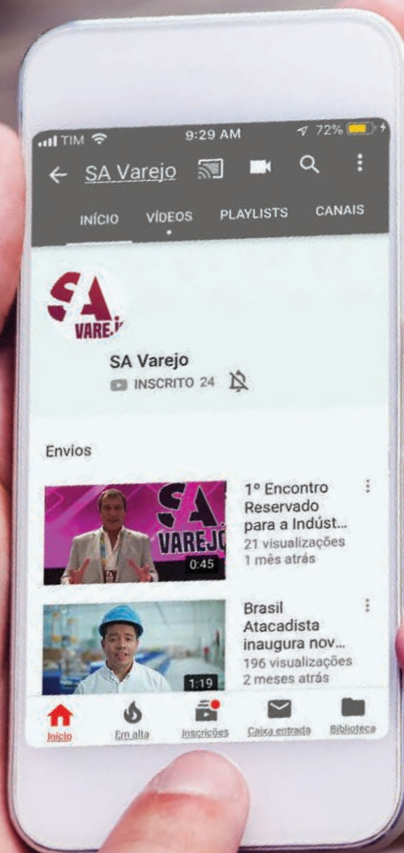 TIM 9:29 AM 72%
SA Varejo
INÍCIO VÍDEOS PLAYLISTS CANAIS
SA
VAREJO
SA Varejo
INSCRITO 24
Envios
SA
VAREJO
0:45
1º Encontro
Reservado
para a Indúst...
21 visualizações
1 mês atrás
1:19
Brasil
Atacadista
inaugura nov...
196 visualizações
2 meses atrás
Início Em alta Inscrições Caixa entrada Biblioteca